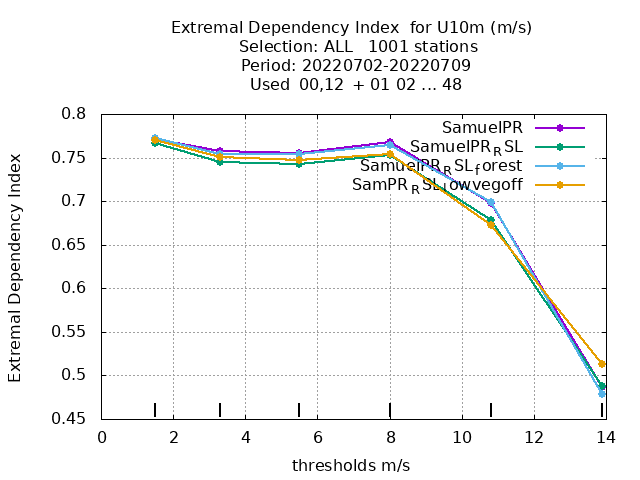 Extremal Dependency Index  for U10m (m/s)
Selection: ALL   1001 stations
Period: 20220702-20220709
Used  00,12  + 01 02 ... 48
Extremal Dependency Index
0.8
0.75
0.7
0.65
0.6
0.55
0.5
0.45
SamuelPR
SamuelPR_RSL
SamuelPR_RSL_forest
SamPR_RSL_lowvegoff
0 2 4 6 8 10 12 14
thresholds m/s